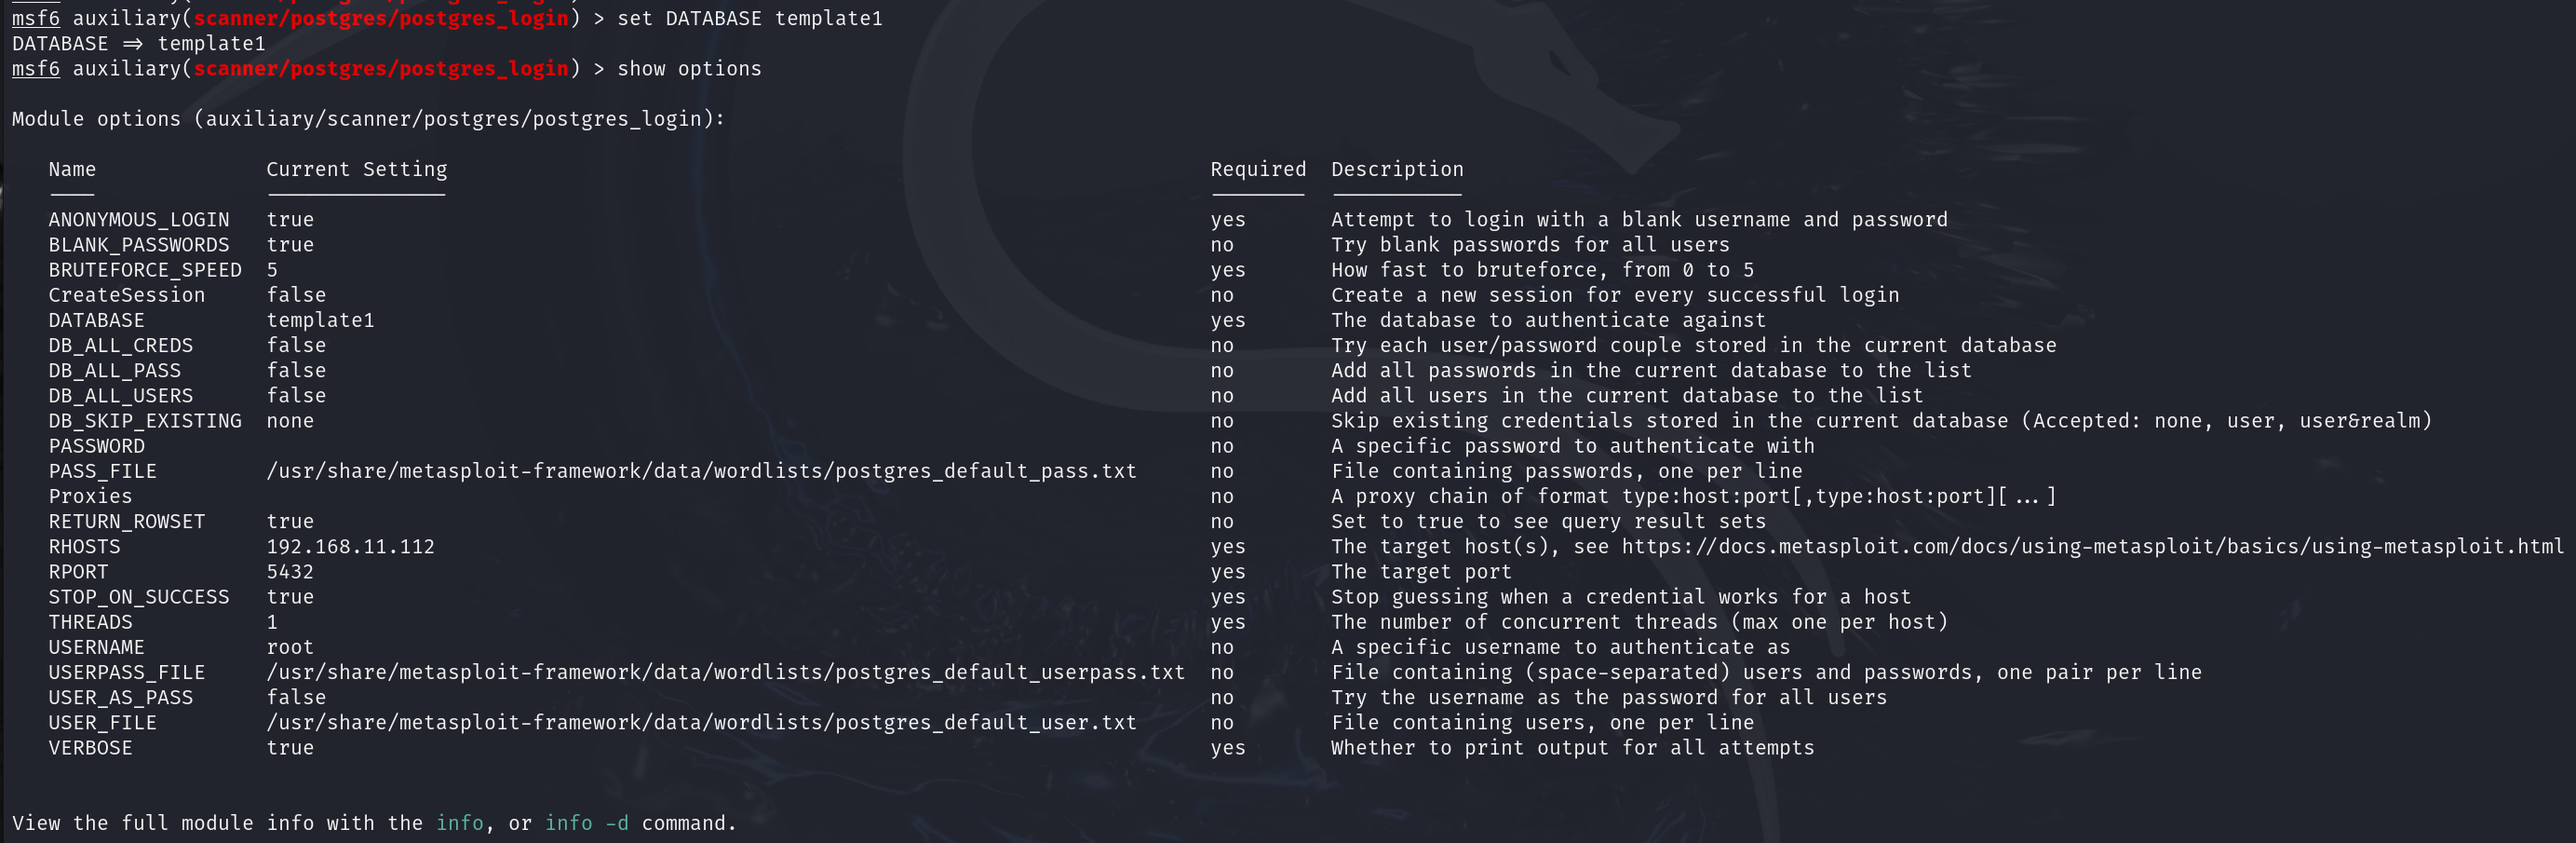 msf6 auxiliary(scanner/postgres/postgres_login) > set DATABASE template1
DATABASE ⇒ template1
msf6 auxiliary(scanner/postgres/postgres_login) > show options
Module options (auxiliary/scanner/postgres/postgres_login):
Name Current Setting Required Description
ANONYMOUS_LOGIN true yes Attempt to login with a blank username and password
BLANK_PASSWORDS true no Try blank passwords for all users
BRUTEFORCE_SPEED 5 yes How fast to bruteforce, from 0 to 5
CreateSession false no Create a new session for every successful login
DATABASE template1 yes The database to authenticate against
DB_ALL_CREDS false no Try each user/password couple stored in the current database
DB_ALL_PASS false no Add all passwords in the current database to the list
DB_ALL_USERS false no Add all users in the current database to the list
DB_SKIP_EXISTING none no Skip existing credentials stored in the current database (Accepted: none, user, user&realm)
PASSWORD no A specific password to authenticate with
PASS_FILE /usr/share/metasploit-framework/data/wordlists/postgres_default_pass.txt no File containing passwords, one per line
Proxies no A proxy chain of format type:host:port[,type:host:port][...]
RETURN_ROWSET true no Set to true to see query result sets
RHOSTS 192.168.11.112 yes The target host(s), see https://docs.metasploit.com/docs/using-metasploit/basics/using-metasploit.html
RPORT 5432 yes The target port
STOP_ON_SUCCESS true yes Stop guessing when a credential works for a host
THREADS 1 yes The number of concurrent threads (max one per host)
USERNAME root no A specific username to authenticate as
USERPASS_FILE /usr/share/metasploit-framework/data/wordlists/postgres_default_userpass.txt no File containing (space-separated) users and passwords, one pair per line
USER_AS_PASS false no Try the username as the password for all users
USER_FILE /usr/share/metasploit-framework/data/wordlists/postgres_default_user.txt no File containing users, one per line
VERBOSE true yes Whether to print output for all attempts
View the full module info with the info, or info -d command.